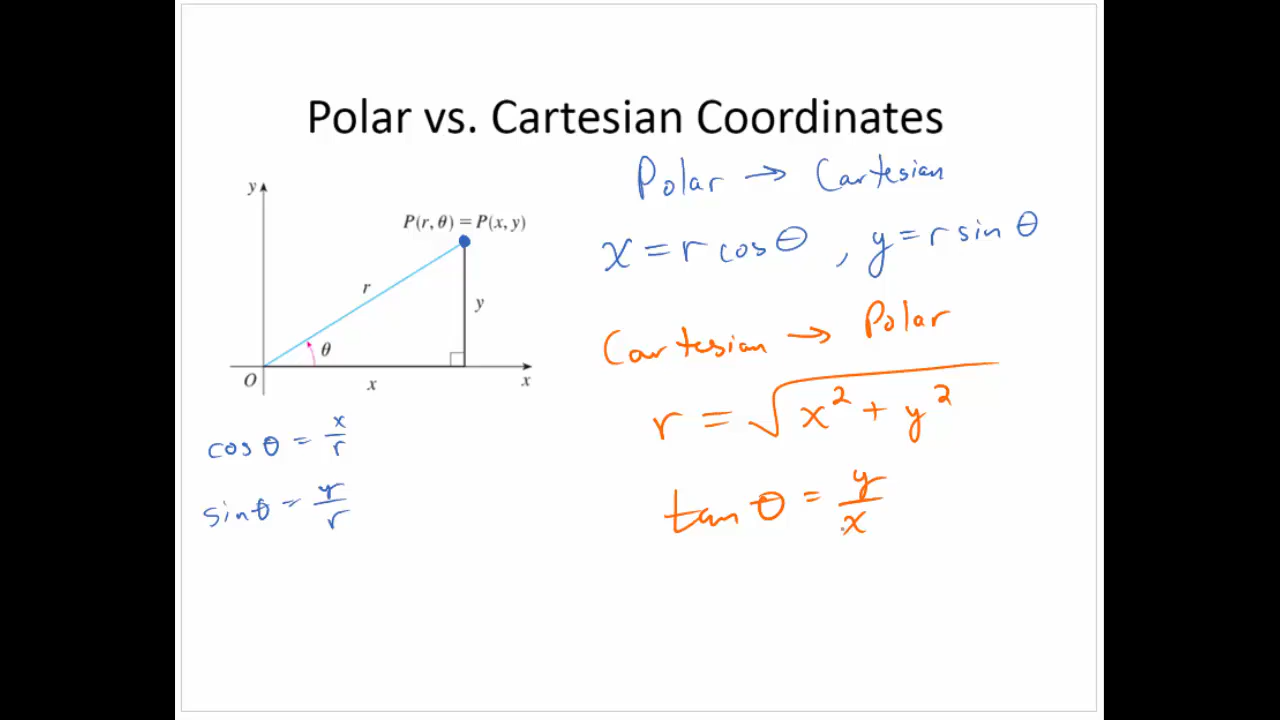 Polar vs. Cartesian Coordinates
Polar → Cartesian
x = r cos θ , y = r sin θ
Cartesian → Polar
r = √(x² + y²)
tan θ = y/x
y
P(r, θ) = P(x, y)
r
y
θ
O
x
x
cos θ = x/r
sin θ = y/r